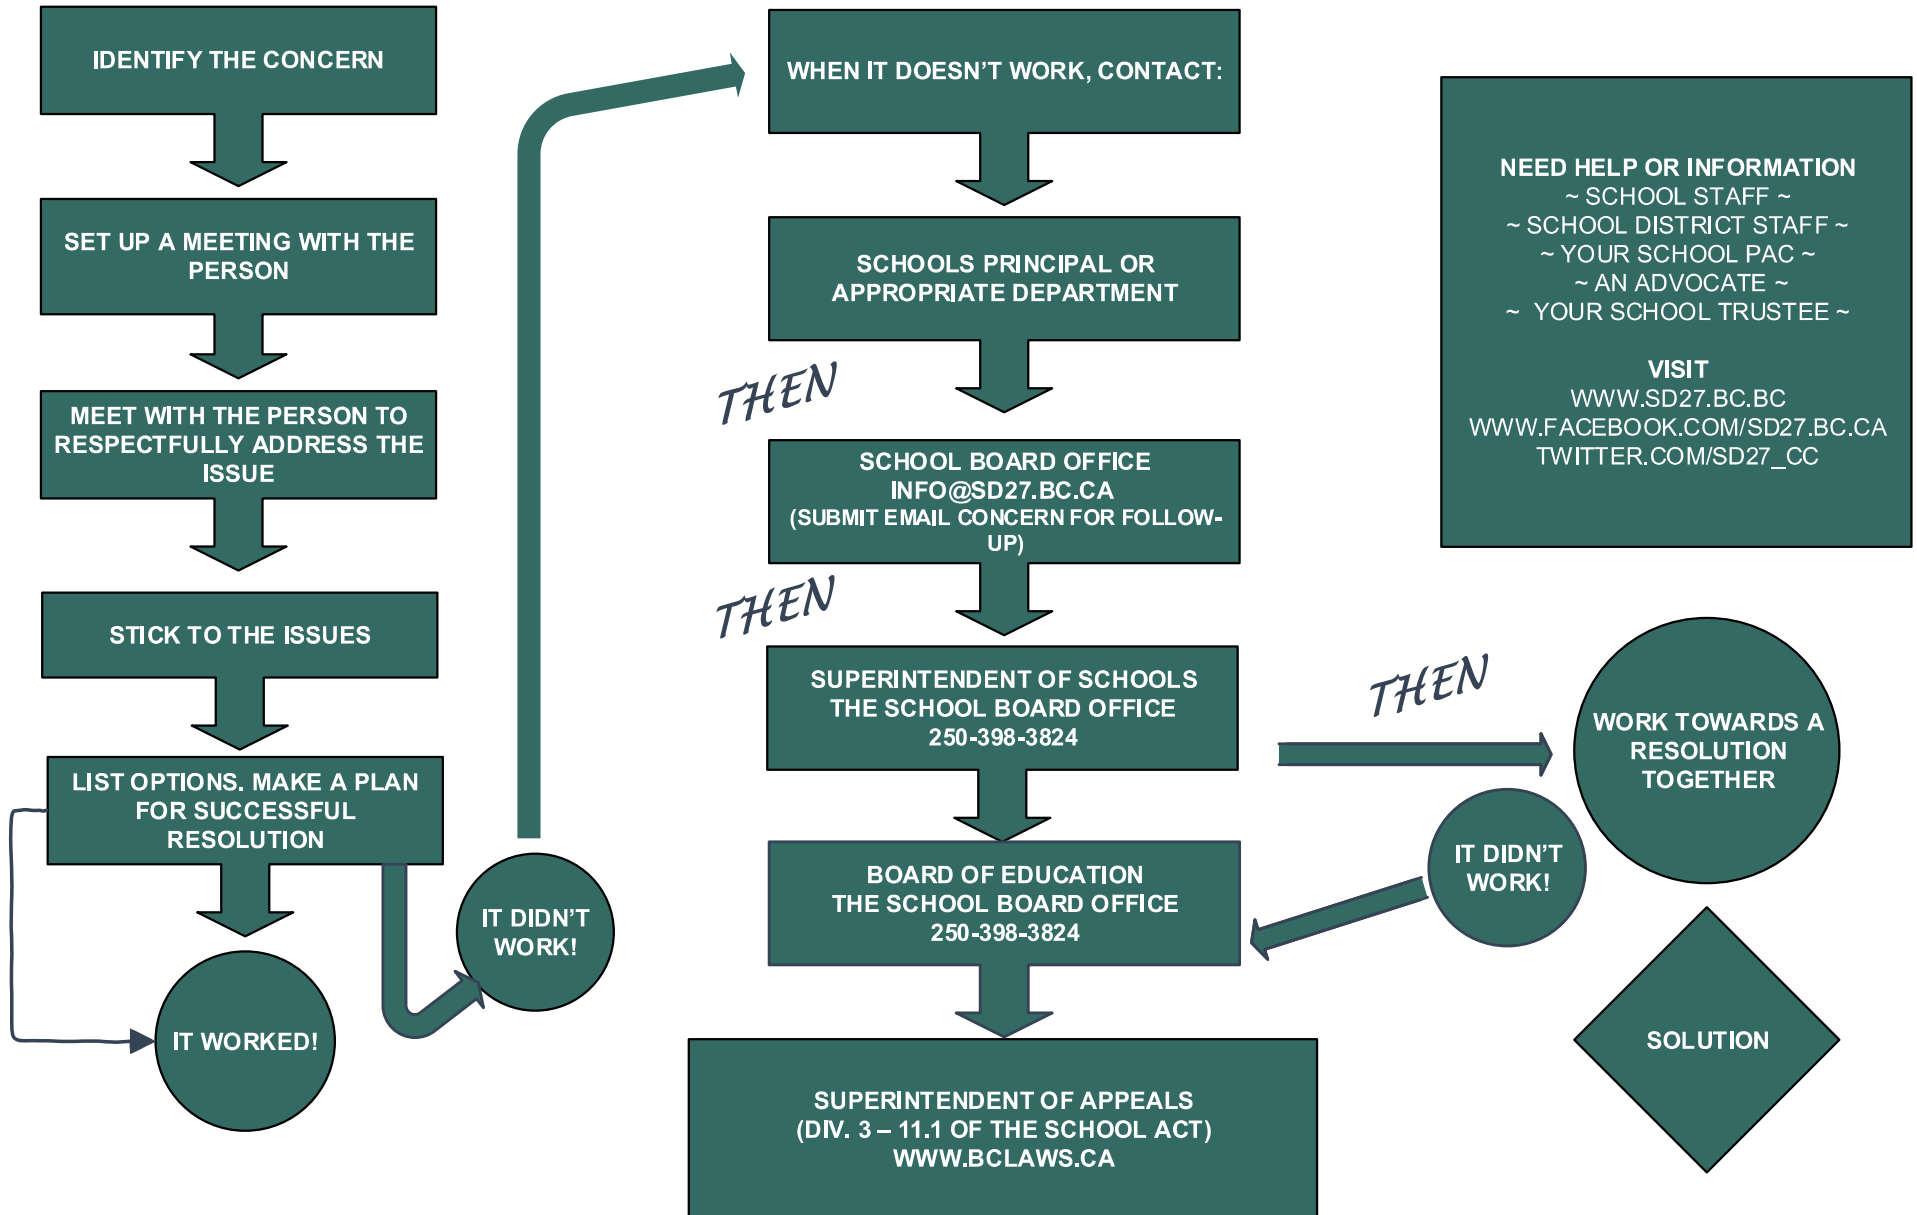 IDENTIFY THE CONCERN
SET UP A MEETING WITH THE
PERSON
MEET WITH THE PERSON TO
RESPECTFULLY ADDRESS THE
ISSUE
STICK TO THE ISSUES
LIST OPTIONS. MAKE A PLAN
FOR SUCCESSFUL
RESOLUTION
IT WORKED!
IT DIDN'T
WORK!
WHEN IT DOESN'T WORK, CONTACT:
SCHOOLS PRINCIPAL OR
APPROPRIATE DEPARTMENT
THEN
SCHOOL BOARD OFFICE
INFO@SD27.BC.CA
(SUBMIT EMAIL CONCERN FOR FOLLOW-
UP)
THEN
SUPERINTENDENT OF SCHOOLS
THE SCHOOL BOARD OFFICE
250-398-3824
THEN
WORK TOWARDS A
RESOLUTION
TOGETHER
IT DIDN'T
WORK!
BOARD OF EDUCATION
THE SCHOOL BOARD OFFICE
250-398-3824
SUPERINTENDENT OF APPEALS
(DIV. 3 – 11.1 OF THE SCHOOL ACT)
WWW.BCLAWS.CA
SOLUTION
NEED HELP OR INFORMATION
~ SCHOOL STAFF ~
~ SCHOOL DISTRICT STAFF ~
~ YOUR SCHOOL PAC ~
~ AN ADVOCATE ~
~ YOUR SCHOOL TRUSTEE ~
VISIT
WWW.SD27.BC.BC
WWW.FACEBOOK.COM/SD27.BC.CA
TWITTER.COM/SD27_CC